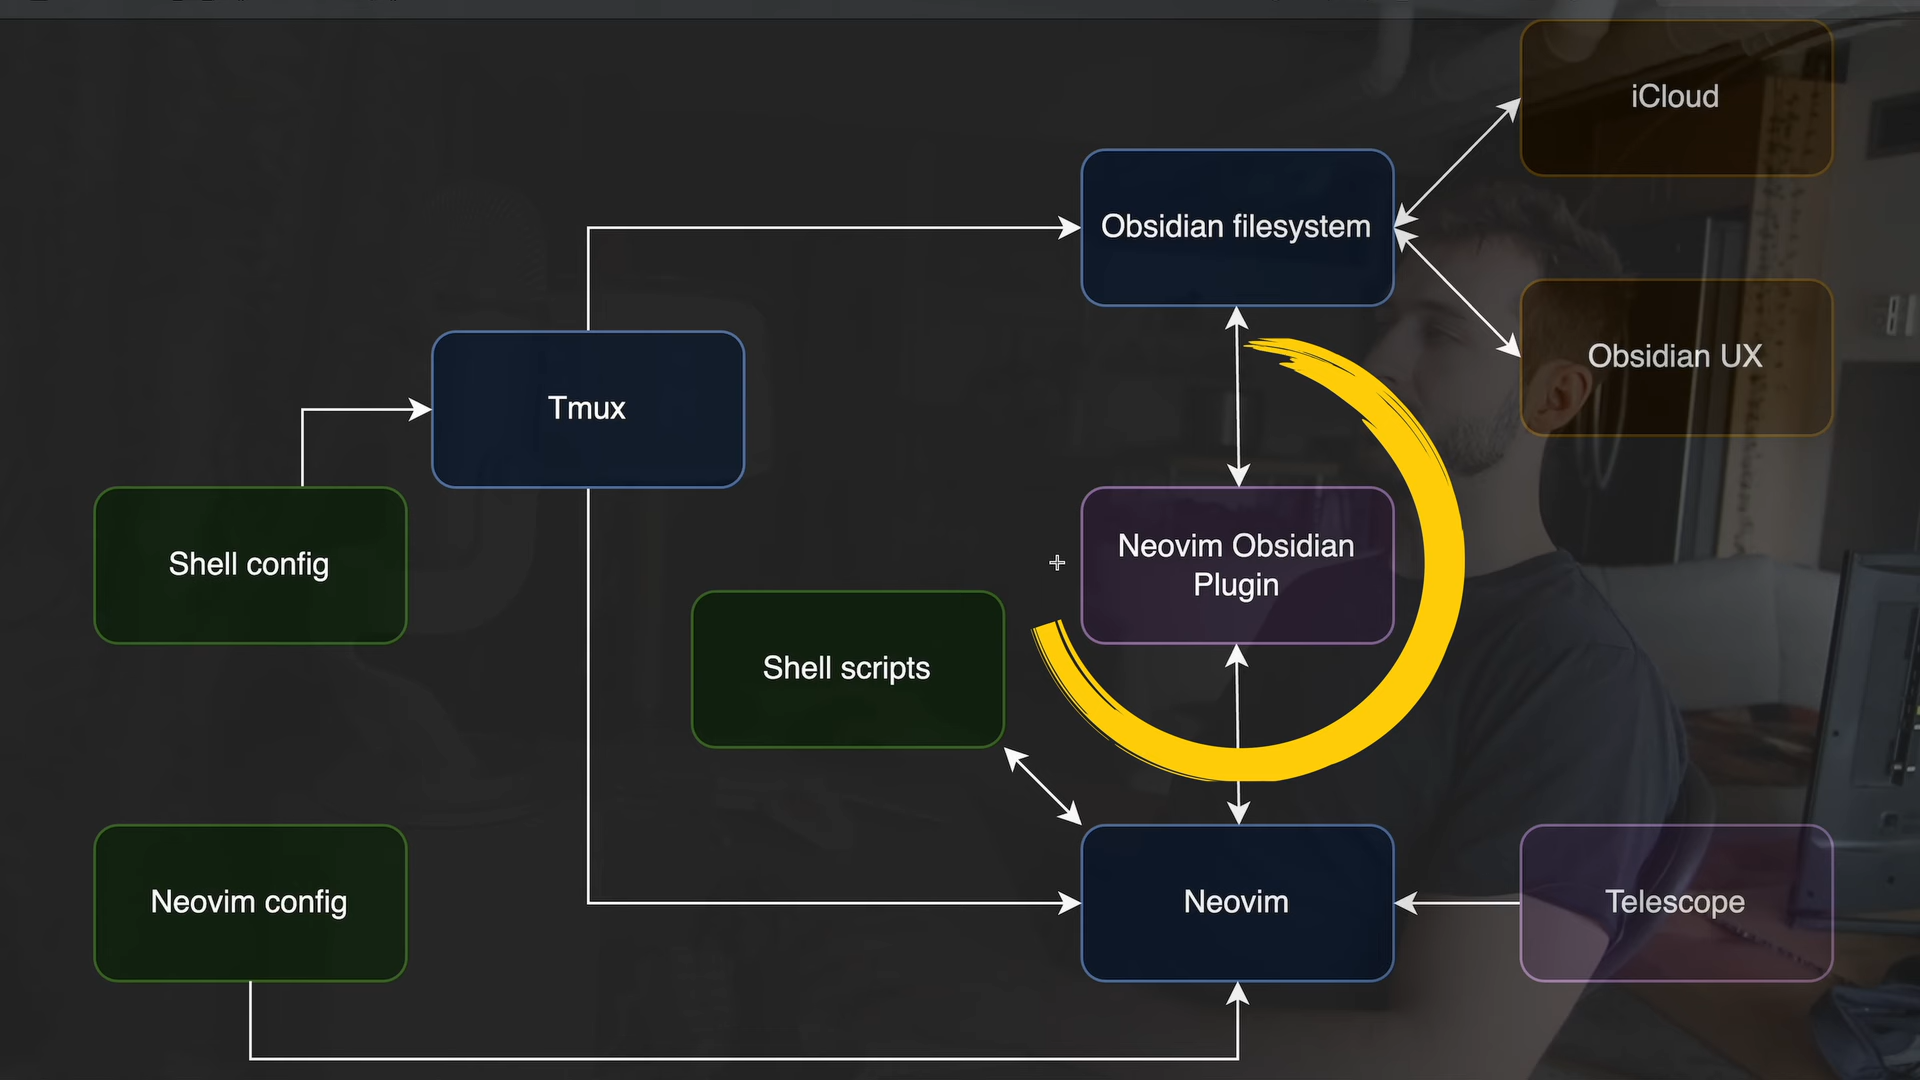 iCloud
Obsidian filesystem
Obsidian UX
Tmux
Shell config
Neovim Obsidian
Plugin
Shell scripts
Neovim config
Neovim
Telescope